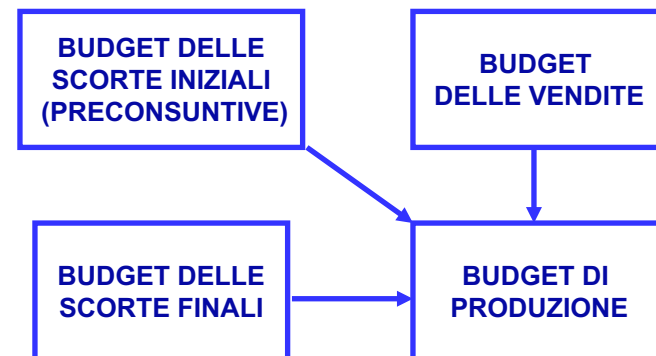 BUDGET DELLE
SCORTE INIZIALI
(PRECONSUNTIVE)
BUDGET
DELLE VENDITE
BUDGET DELLE
SCORTE FINALI
BUDGET DI
PRODUZIONE